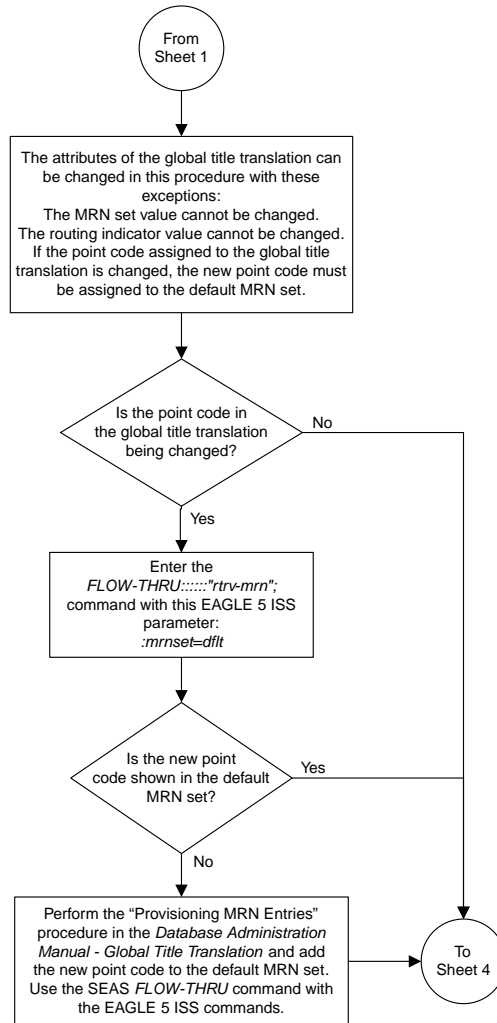 From
Sheet 1
The attributes of the global title translation can
be changed in this procedure with these
exceptions:
The MRN set value cannot be changed.
The routing indicator value cannot be changed.
If the point code assigned to the global title
translation is changed, the new point code must
be assigned to the default MRN set.
Is the point code in
the global title translation
being changed?
No
Yes
Enter the
FLOW-THRU::::::"rtrv-mrn";
command with this EAGLE 5 ISS
parameter:
:mrnset=dflt
Is the new point
code shown in the default
MRN set?
Yes
No
Perform the “Provisioning MRN Entries”
procedure in the Database Administration
Manual - Global Title Translation and add
the new point code to the default MRN set.
Use the SEAS FLOW-THRU command with
the EAGLE 5 ISS commands.
To
Sheet 4